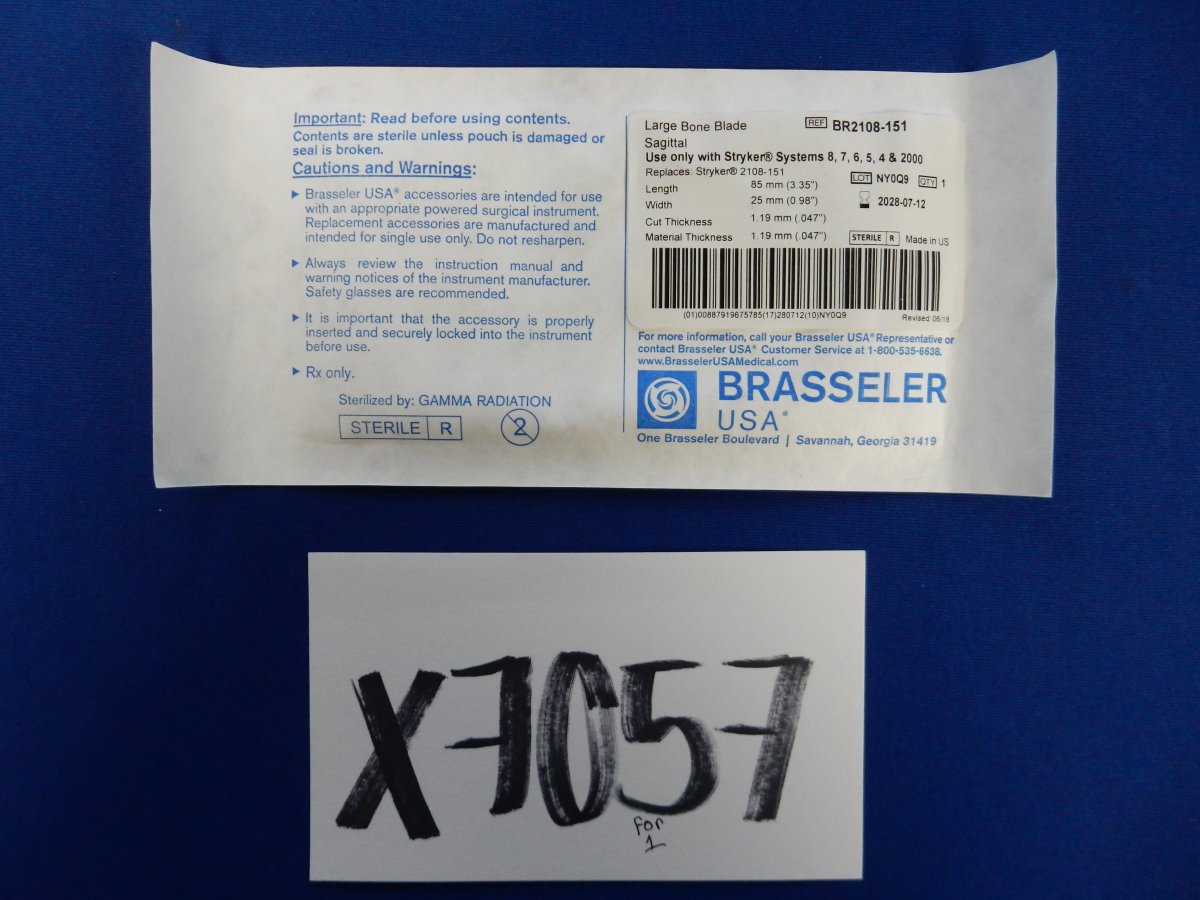 Important: Read before using contents.
Contents are sterile unless pouch is damaged or
seal is broken.
Cautions and Warnings:
Brasseler USA® accessories are intended for use
with an appropriate powered surgical instrument.
Replacement accessories are manufactured and
intended for single use only. Do not resharpen.
Always review the instruction manual and
warning notices of the instrument manufacturer.
Safety glasses are recommended.
It is important that the accessory is properly
inserted and securely locked into the instrument
before use.
Rx only.
Sterilized by: GAMMA RADIATION
STERILE R
2
Large Bone Blade REF BR2108-151
Sagittal
Use only with Stryker® Systems 8, 7, 6, 5, 4 & 2000
Replaces: Stryker® 2108-151
LOT NY0Q9 QTY 1
Length 85 mm (3.35")
Width 25 mm (0.98") 2028-07-12
Cut Thickness 1.19 mm (.047")
Material Thickness 1.19 mm (.047") STERILE R Made in US
(01)00887919675785(17)280712(10)NY0Q9
Revised: 06/18
For more information, call your Brasseler USA® Representative or
contact Brasseler USA® Customer Service at 1-800-535-6638.
www.BrasselerUSAMedical.com
BRASSELER
USA®
One Brasseler Boulevard | Savannah, Georgia 31419
X7057
for
1